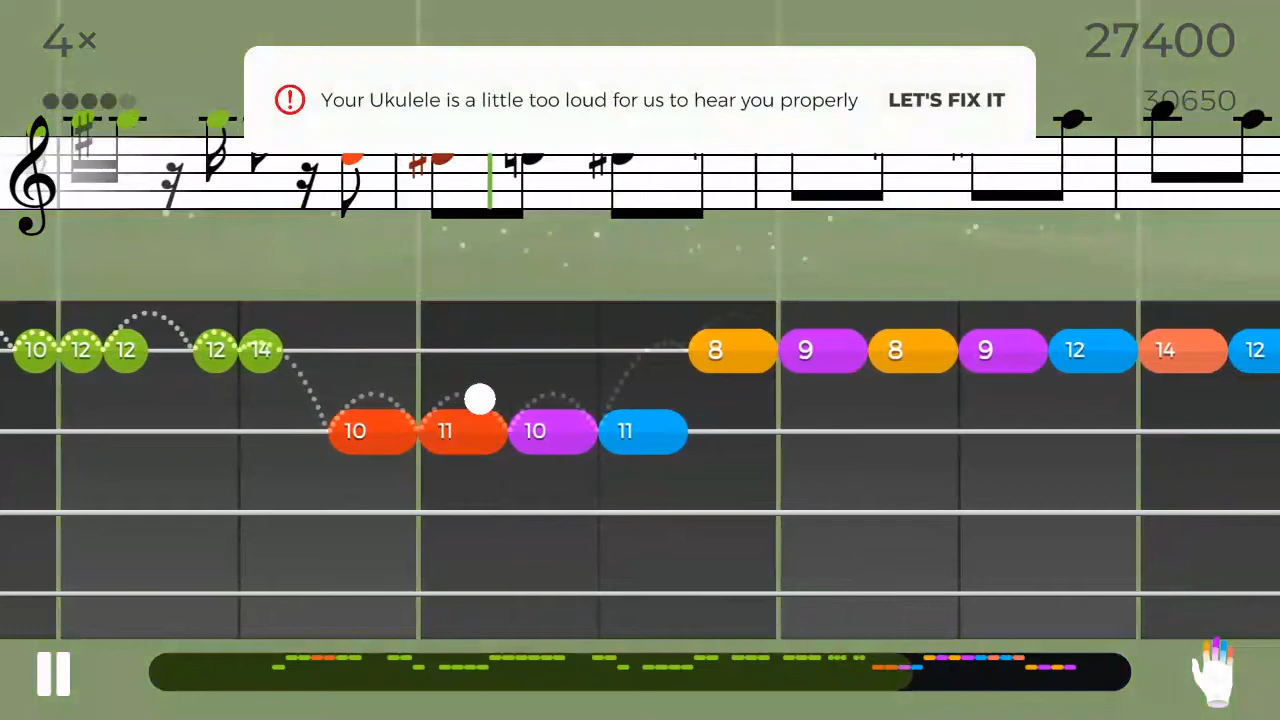 4×
27400
Your Ukulele is a little too loud for us to hear you properly LET'S FIX IT
30650
10 12 12 12 14 8 9 8 9 12 14 12
10 11 10 11